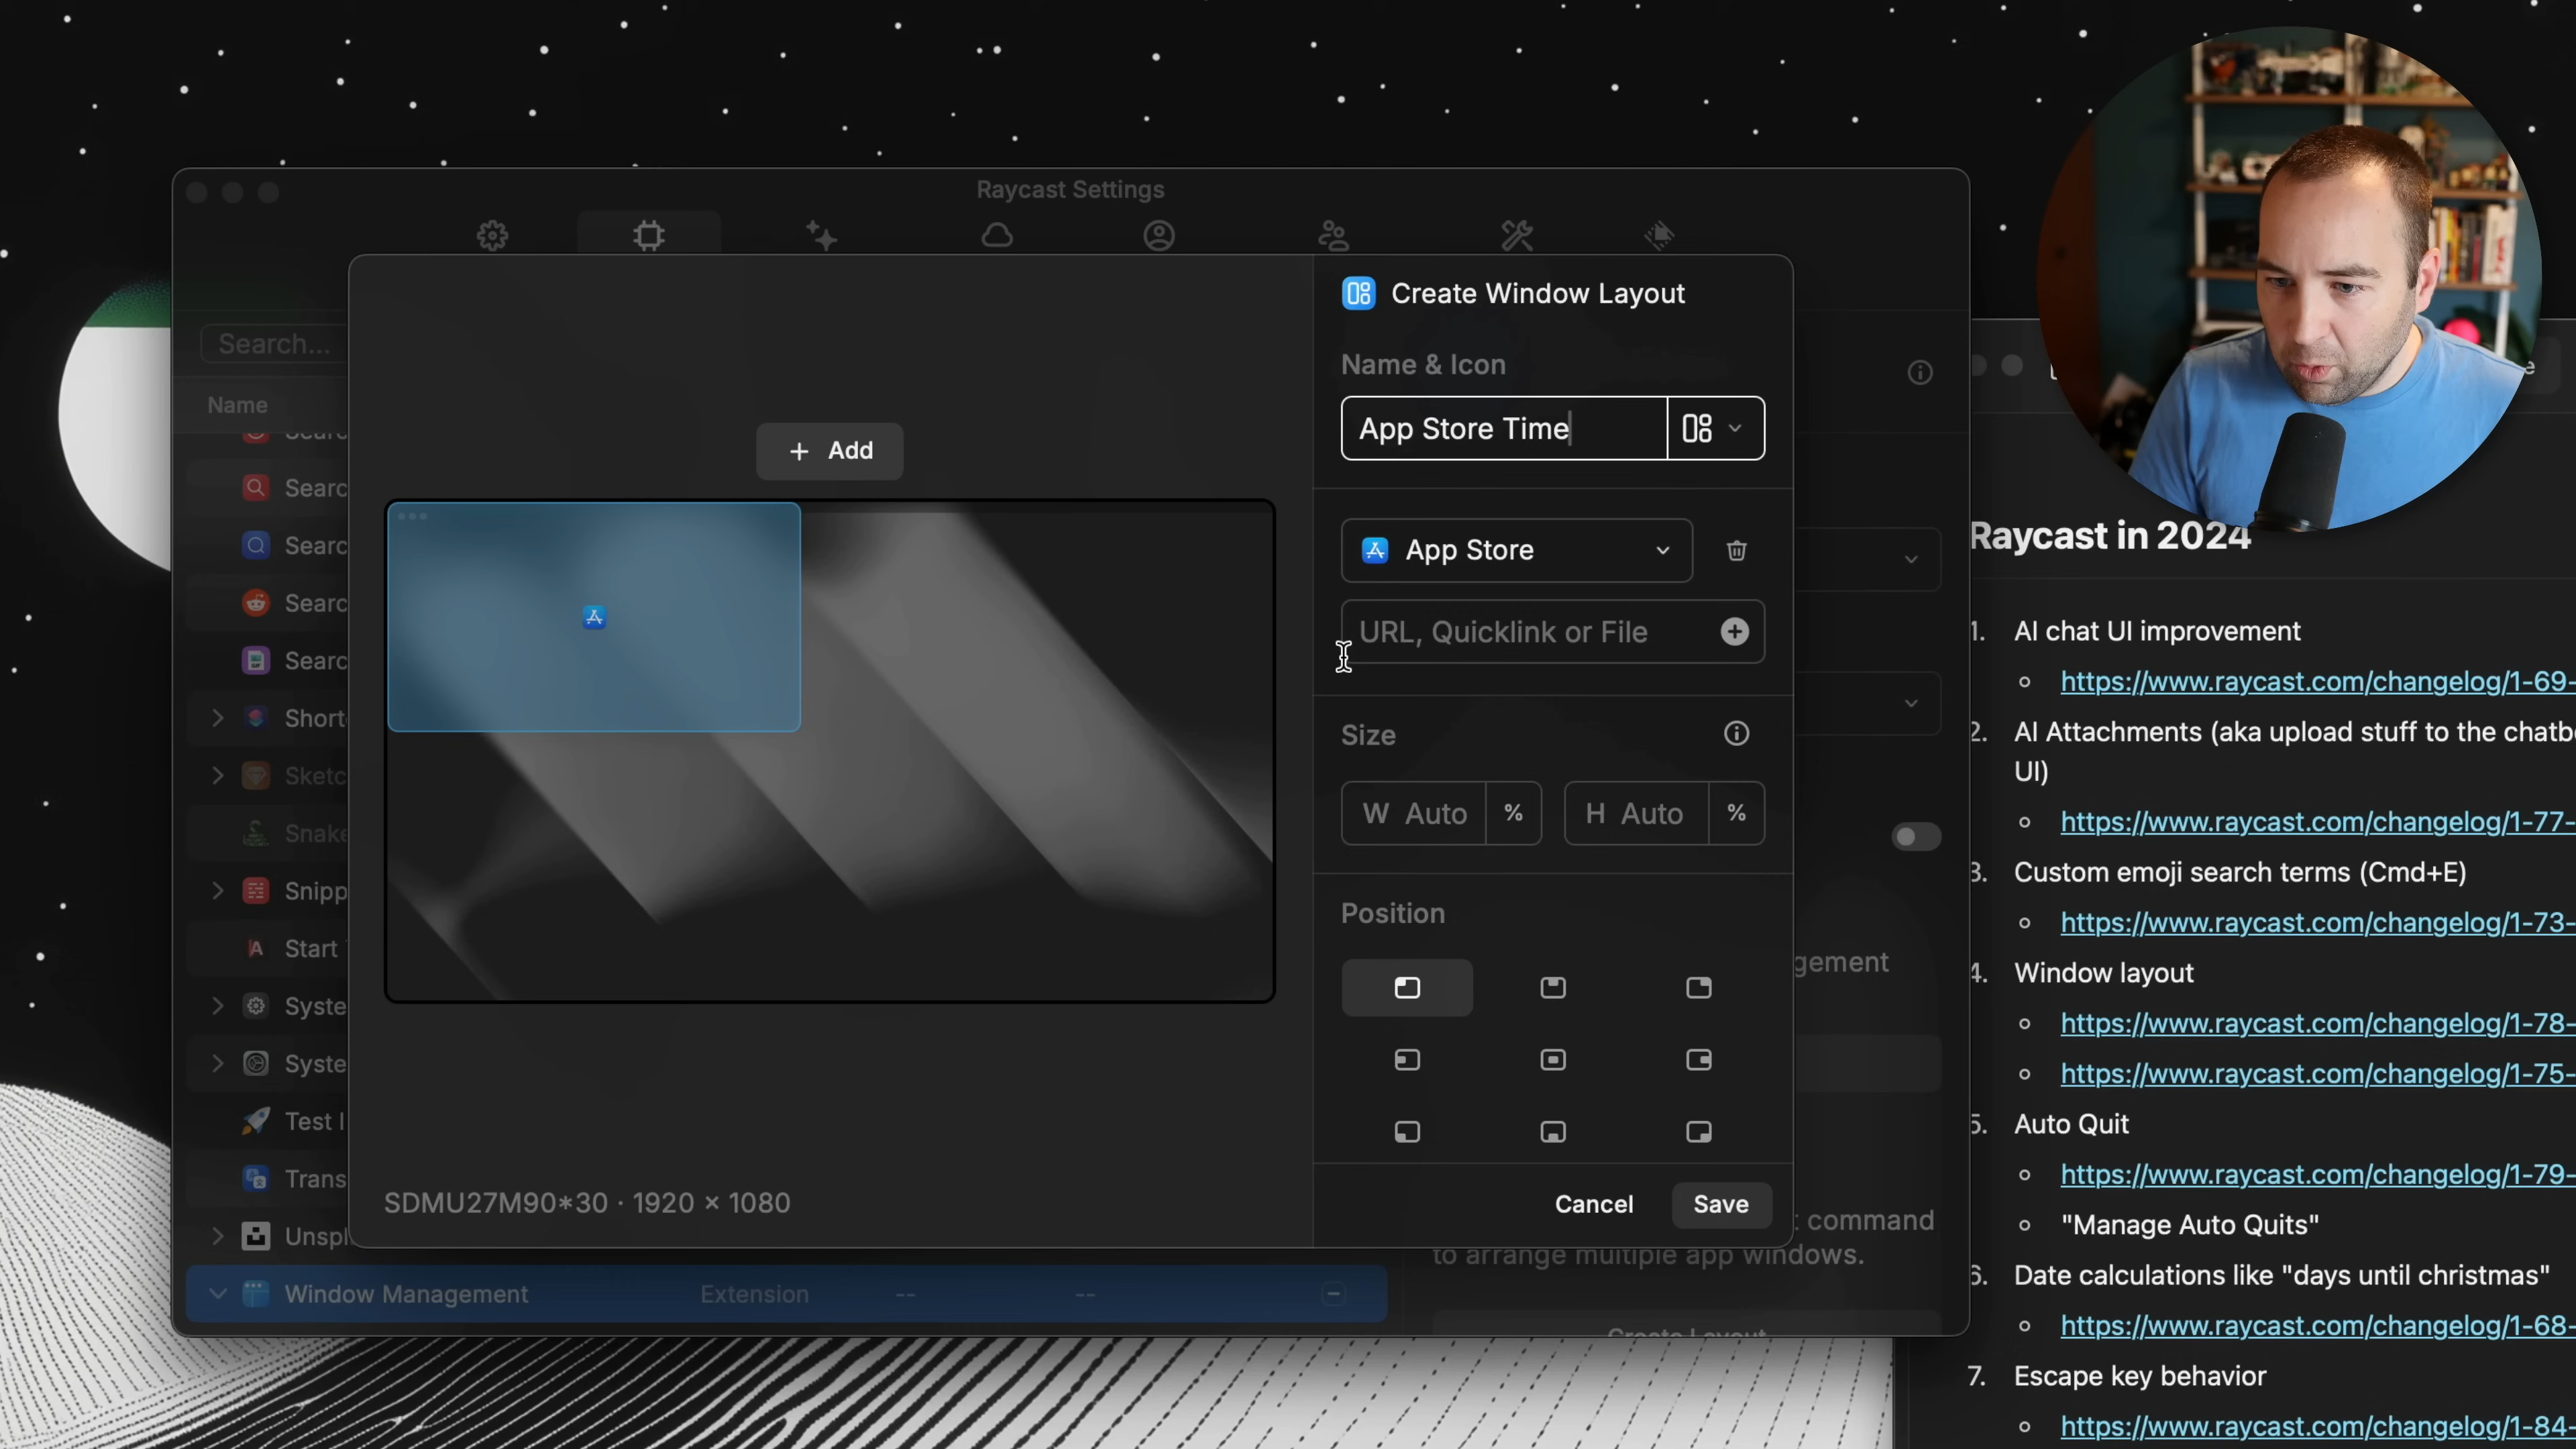 Raycast Settings
Search...
Name
Searc
Searc
Searc
Searc
Short
Sketc
Snake
Snipp
Start
Syste
Syste
Test I
Trans
Unspl
Window Management Extension -- --
+ Add
SDMU27M90*30 · 1920 × 1080
Create Window Layout
Name & Icon
App Store Time
App Store
URL, Quicklink or File
Size
W Auto %
H Auto %
Position
Cancel
Save
gement
command
to arrange multiple app windows.
Create Layout
Raycast in 2024
1. AI chat UI improvement
https://www.raycast.com/changelog/1-69-
2. AI Attachments (aka upload stuff to the chatb
UI)
https://www.raycast.com/changelog/1-77-
3. Custom emoji search terms (Cmd+E)
https://www.raycast.com/changelog/1-73-
4. Window layout
https://www.raycast.com/changelog/1-78-
https://www.raycast.com/changelog/1-75-
5. Auto Quit
https://www.raycast.com/changelog/1-79-
"Manage Auto Quits"
6. Date calculations like "days until christmas"
https://www.raycast.com/changelog/1-68-
7. Escape key behavior
https://www.raycast.com/changelog/1-84-